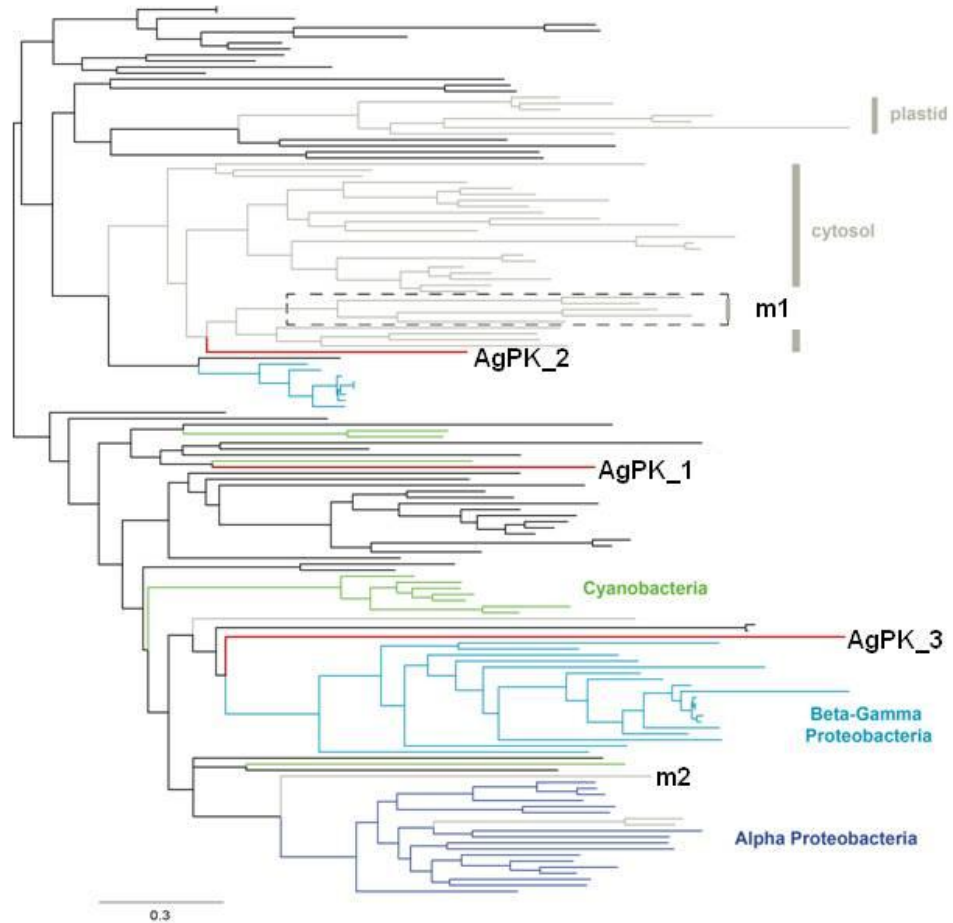 plastid
cytosol
m1
AgPK_2
AgPK_1
Cyanobacteria
AgPK_3
Beta-Gamma
Proteobacteria
m2
Alpha Proteobacteria
0.3